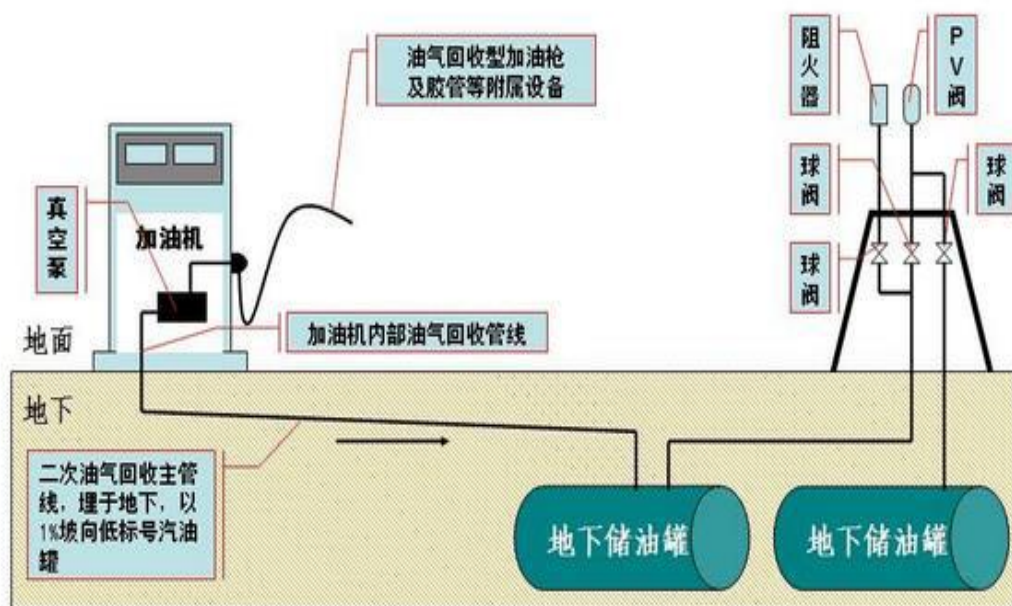 油气回收型加油枪
及胶管等附属设备
阻火器
PV阀
真空泵
加油机
球阀
球阀
球阀
加油机内部油气回收管线
地面
地下
二次油气回收主管
线，埋于地下，以
1%坡向低标号汽油
罐
地下储油罐
地下储油罐